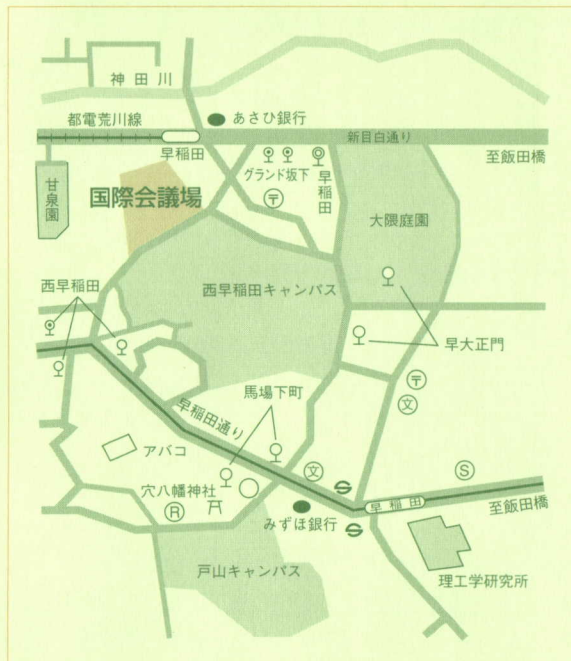 神田川
都電荒川線
あさひ銀行
早稲田
新目白通り
至飯田橋
甘泉園
国際会議場
グランド坂下
早稲田
〒
大隈庭園
西早稲田
西早稲田キャンパス
早大正門
馬場下町
〒
文
早稲田通り
アバコ
文
S
穴八幡神社
R
早稲田
至飯田橋
みずほ銀行
戸山キャンパス
理工学研究所